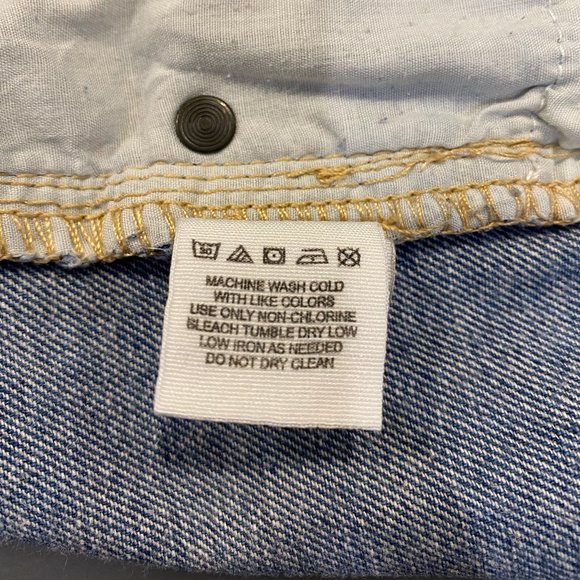 MACHINE WASH COLD
WITH LIKE COLORS
USE ONLY NON-CHLORINE
BLEACH TUMBLE DRY LOW
LOW IRON AS NEEDED
DO NOT DRY CLEAN